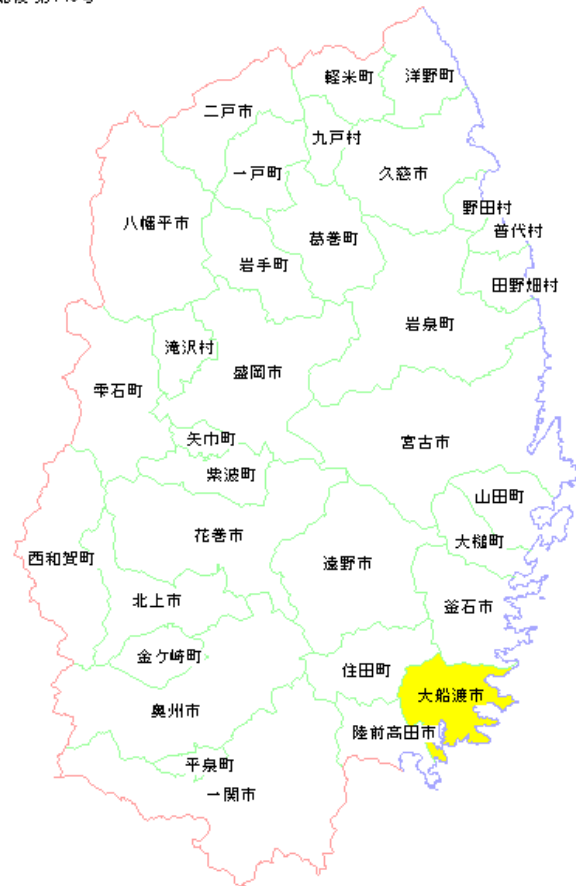 軽米町
洋野町
二戸市
九戸村
一戸町
久慈市
野田村
八幡平市
葛巻町
普代村
岩手町
田野畑村
岩泉町
滝沢村
盛岡市
雫石町
矢巾町
宮古市
紫波町
山田町
花巻市
大槌町
西和賀町
遠野市
北上市
釜石市
金ケ崎町
住田町
大船渡市
奥州市
陸前高田市
平泉町
一関市